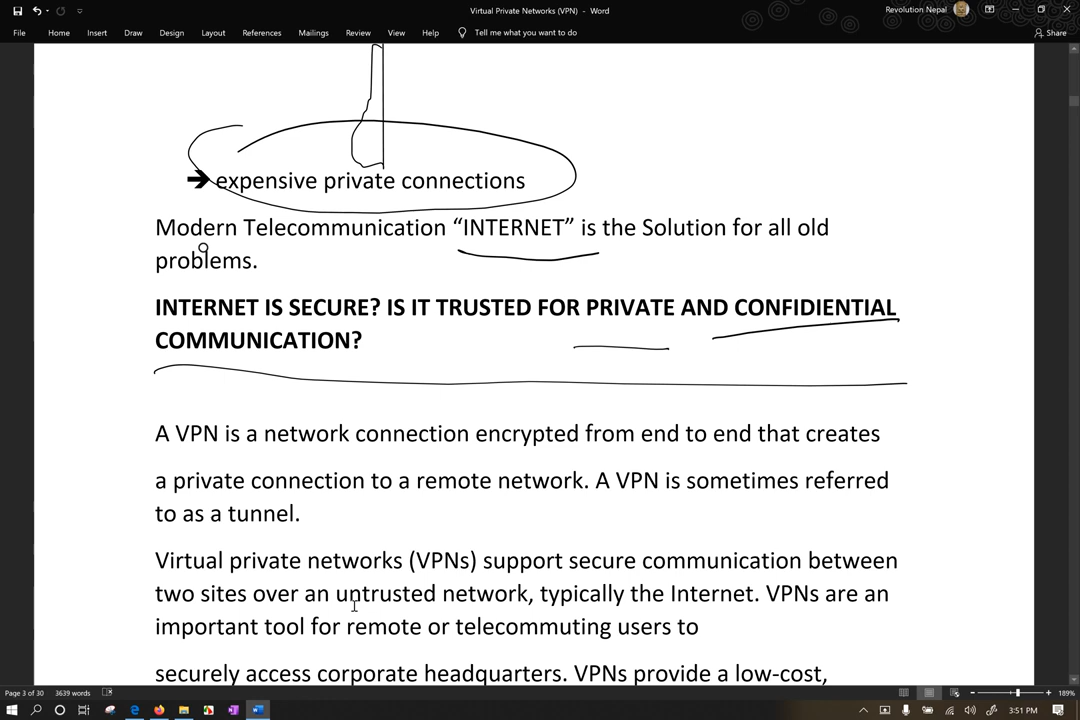 Virtual Private Networks (VPN) - Word
Revolution Nepal
File Home Insert Draw Design Layout References Mailings Review View Help Tell me what you want to do Share
➔ expensive private connections
Modern Telecommunication “INTERNET” is the Solution for all old
problems.
INTERNET IS SECURE? IS IT TRUSTED FOR PRIVATE AND CONFIDIENTIAL
COMMUNICATION?
A VPN is a network connection encrypted from end to end that creates
a private connection to a remote network. A VPN is sometimes referred
to as a tunnel.
Virtual private networks (VPNs) support secure communication between
two sites over an untrusted network, typically the Internet. VPNs are an
important tool for remote or telecommuting users to
securely access corporate headquarters. VPNs provide a low-cost,
Page 3 of 30 3639 words 189%
3:51 PM